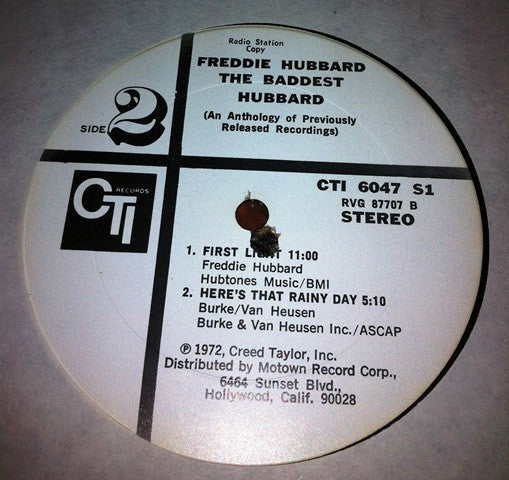 Radio Station
Copy
FREDDIE HUBBARD
THE BADDEST
HUBBARD
(An Anthology of Previously
Released Recordings)
SIDE 2
CTI RECORDS
CTI 6047 S1
RVG 87707 B
STEREO
1. FIRST LIGHT 11:00
Freddie Hubbard
Hubtones Music/BMI
2. HERE'S THAT RAINY DAY 5:10
Burke/Van Heusen
Burke & Van Heusen Inc./ASCAP
℗ 1972, Creed Taylor, Inc.
Distributed by Motown Record Corp.,
6464 Sunset Blvd.,
Hollywood, Calif. 90028